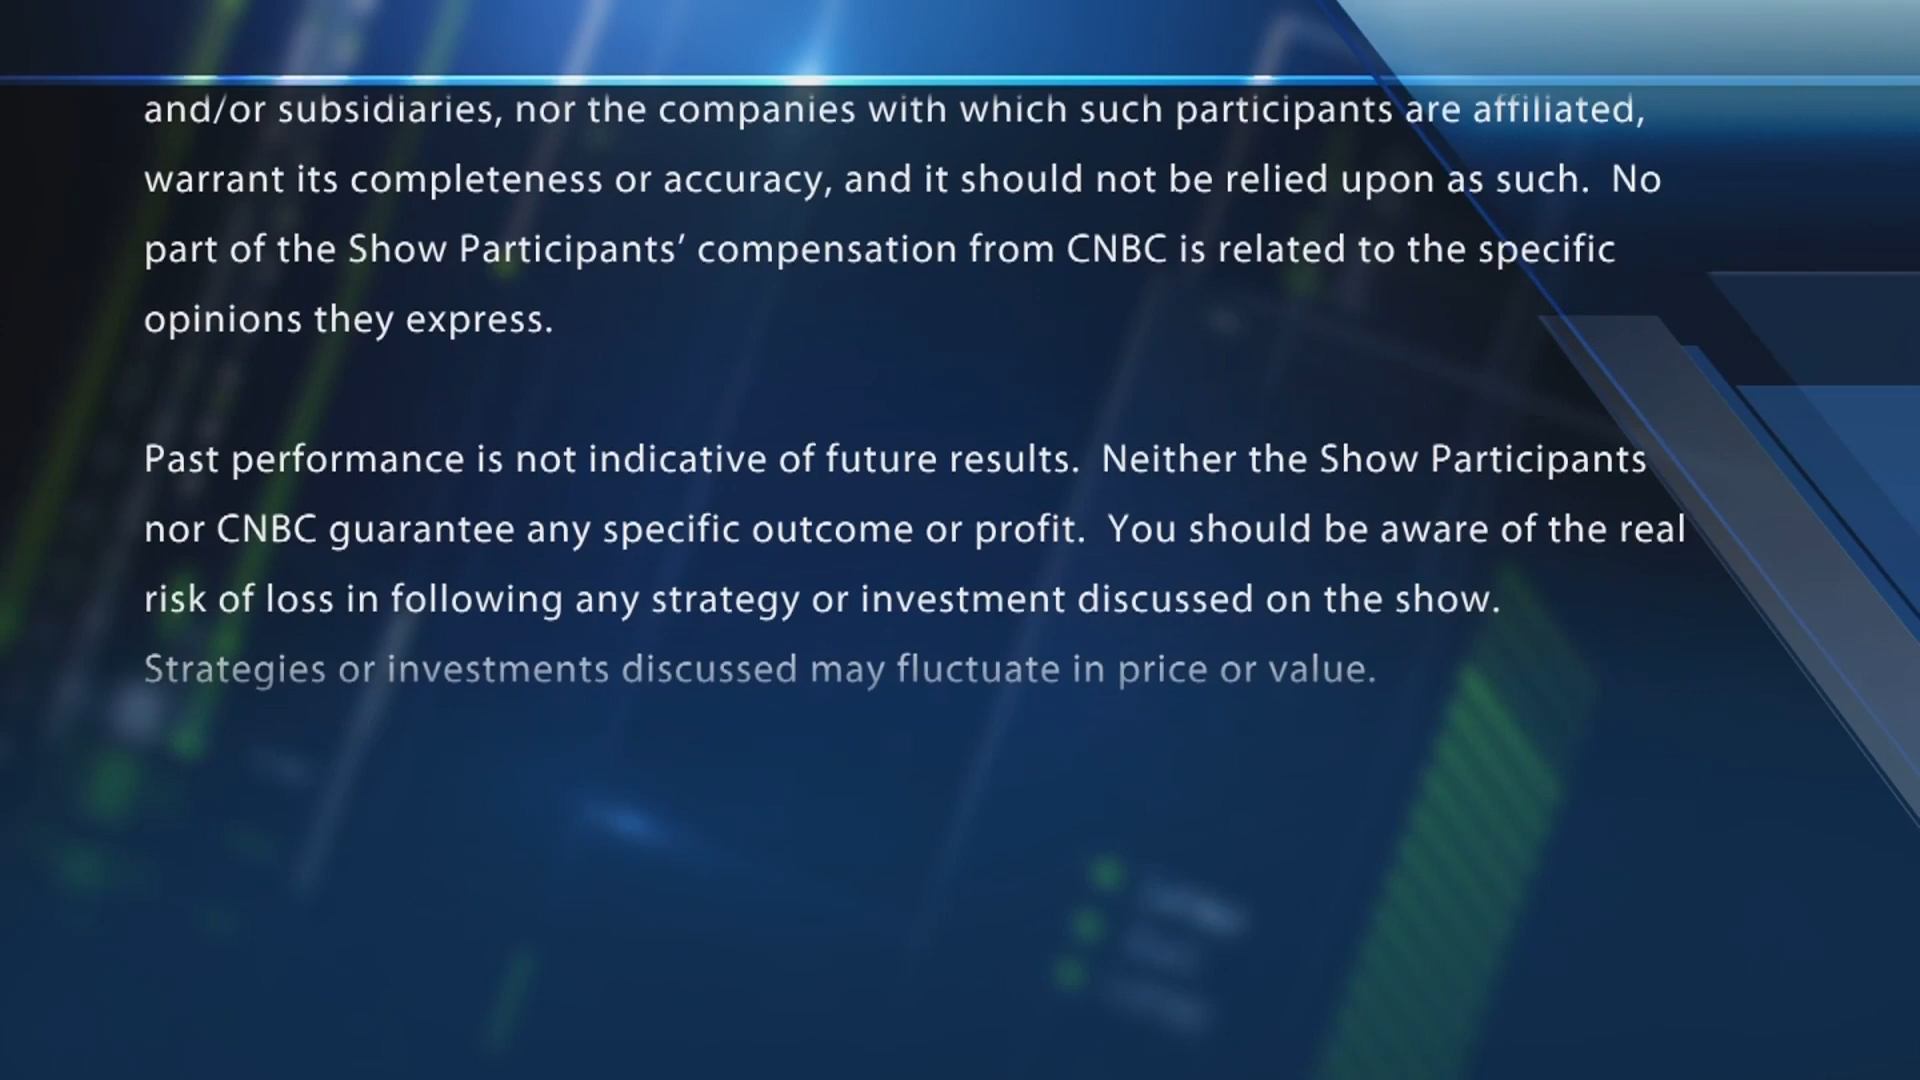 and/or subsidiaries, nor the companies with which such participants are affiliated,
warrant its completeness or accuracy, and it should not be relied upon as such.  No
part of the Show Participants’ compensation from CNBC is related to the specific
opinions they express.
Past performance is not indicative of future results.  Neither the Show Participants
nor CNBC guarantee any specific outcome or profit.  You should be aware of the real
risk of loss in following any strategy or investment discussed on the show.
Strategies or investments discussed may fluctuate in price or value.